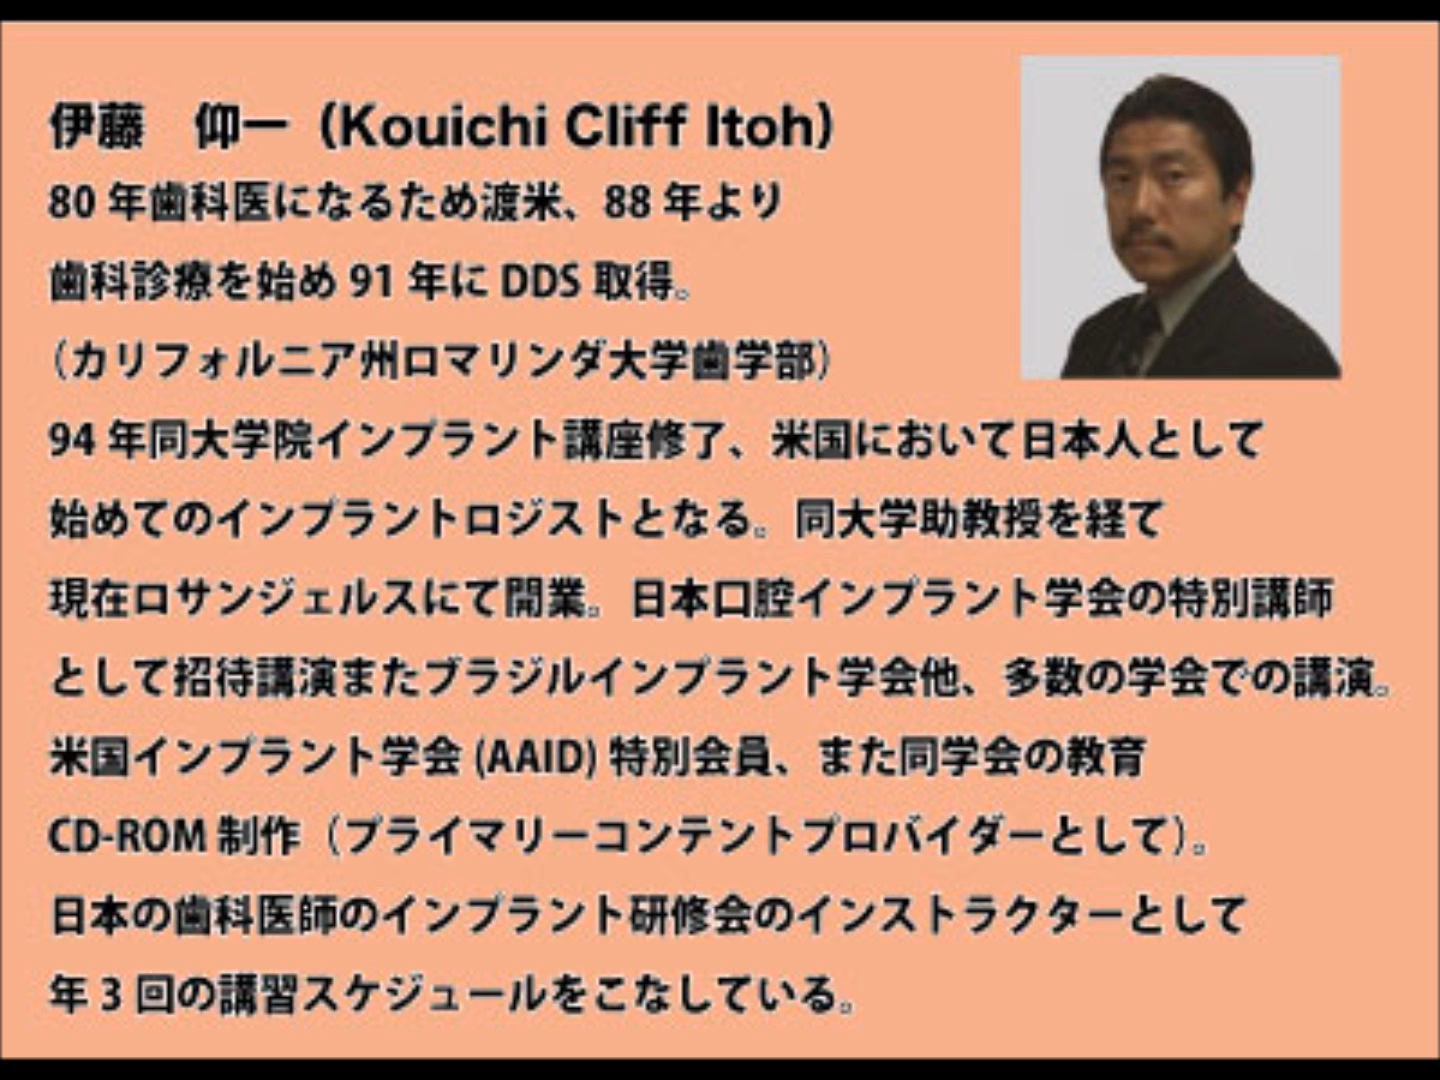 伊藤　仰一（Kouichi Cliff Itoh）
80 年歯科医になるため渡米、88 年より
歯科診療を始め 91 年に DDS 取得。
（カリフォルニア州ロマリンダ大学歯学部）
94 年同大学院インプラント講座修了、米国において日本人として
始めてのインプラントロジストとなる。同大学助教授を経て
現在ロサンジェルスにて開業。日本口腔インプラント学会の特別講師
として招待講演またブラジルインプラント学会他、多数の学会での講演。
米国インプラント学会 (AAID) 特別会員、また同学会の教育
CD-ROM 制作（プライマリーコンテントプロバイダーとして）。
日本の歯科医師のインプラント研修会のインストラクターとして
年 3 回の講習スケジュールをこなしている。